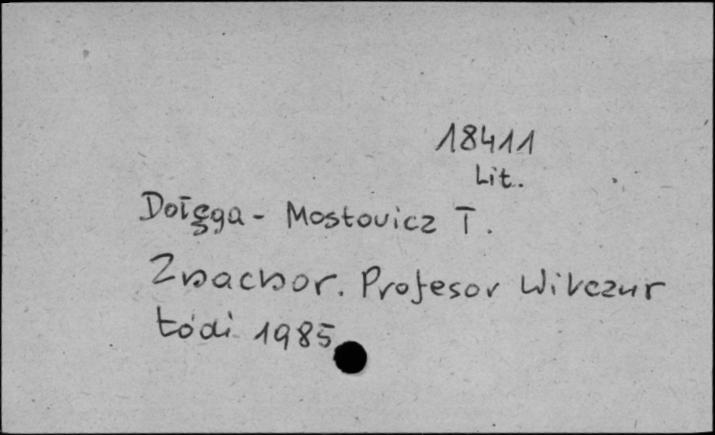 18411
Lit.
Dołęga - Mostowicz T.
Znachor. Profesor Wilczur
Łódź 1985